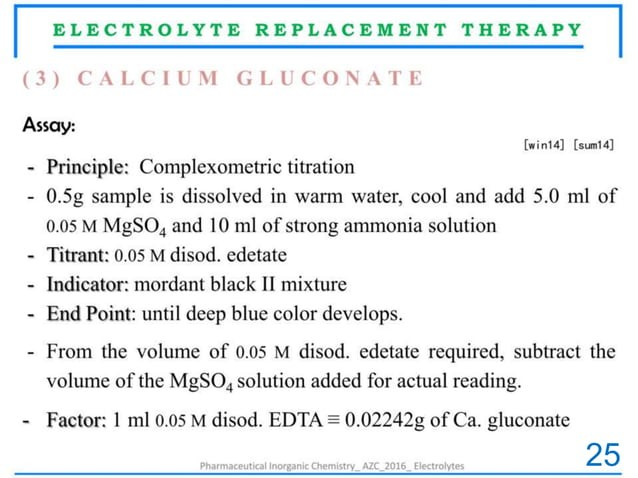 ELECTROLYTE REPLACEMENT THERAPY
(3) CALCIUM GLUCONATE
Assay:
[win14] [sum14]
- Principle: Complexometric titration
- 0.5g sample is dissolved in warm water, cool and add 5.0 ml of
0.05 M MgSO₄ and 10 ml of strong ammonia solution
- Titrant: 0.05 M disod. edetate
- Indicator: mordant black II mixture
- End Point: until deep blue color develops.
- From the volume of 0.05 M disod. edetate required, subtract the
volume of the MgSO₄ solution added for actual reading.
- Factor: 1 ml 0.05 M disod. EDTA ≡ 0.02242g of Ca. gluconate
Pharmaceutical Inorganic Chemistry_ AZC_2016_ Electrolytes
25